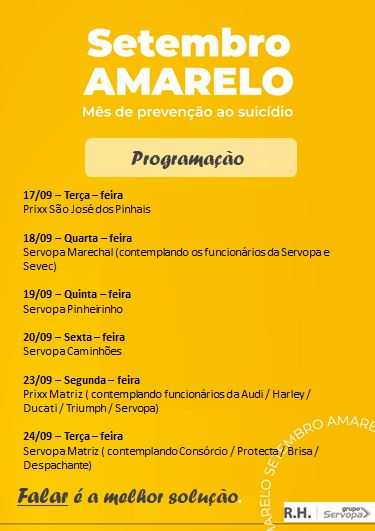 Setembro
AMARELO
Mês de prevenção ao suicídio
Programação
17/09 – Terça – feira
Prixx São José dos Pinhais
18/09 – Quarta – feira
Servopa Marechal (contemplando os funcionários da Servopa e
Sevec)
19/09 – Quinta – feira
Servopa Pinheirinho
20/09 – Sexta – feira
Servopa Caminhões
23/09 – Segunda – feira
Prixx Matriz ( contemplando funcionários da Audi / Harley /
Ducati / Triumph / Servopa)
24/09 – Terça – feira
Servopa Matriz ( contemplando Consórcio / Protecta / Brisa /
Despachante)
Falar é a melhor solução.
ARELO SETEMBRO AMARE
R.H.
grupo
Servopa